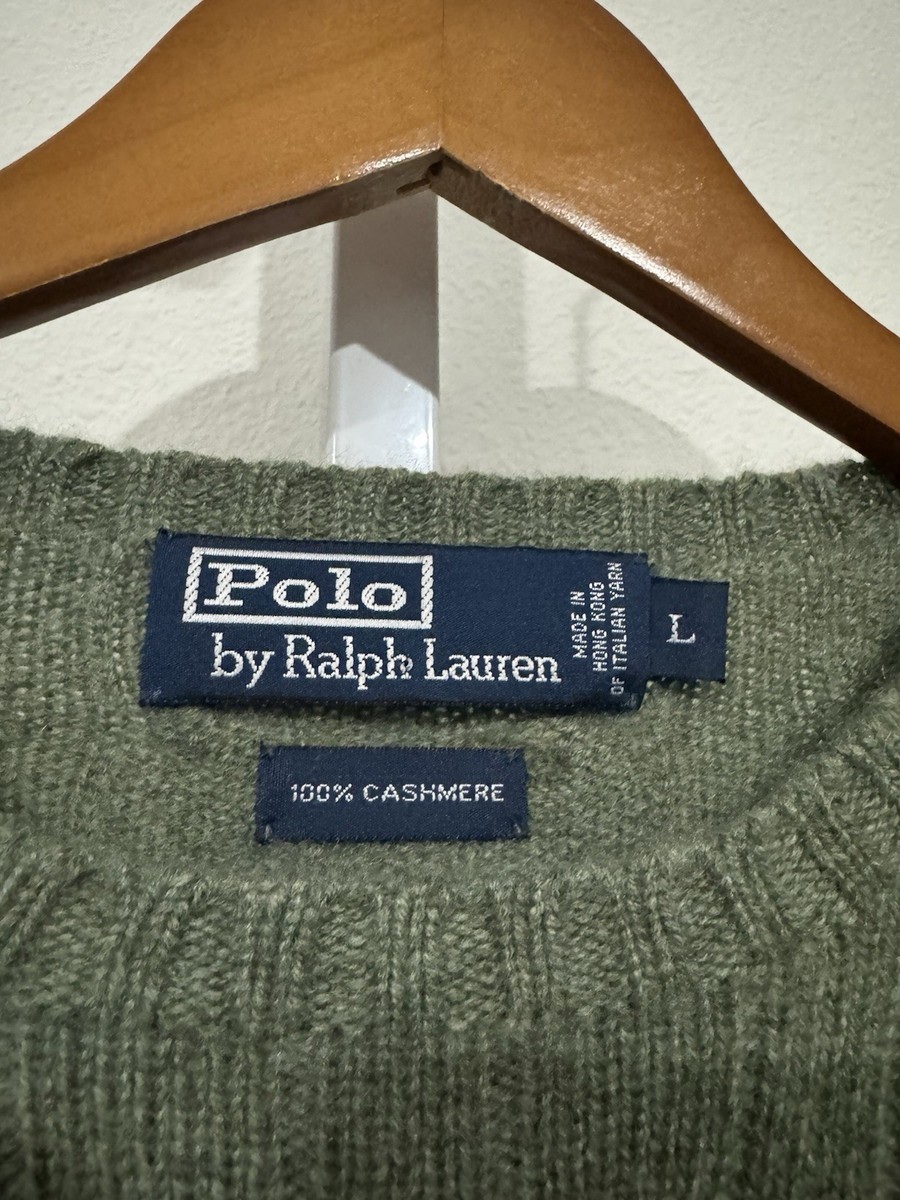 Polo
by Ralph Lauren
MADE IN
HONG KONG
OF ITALIAN YARN
L
100% CASHMERE